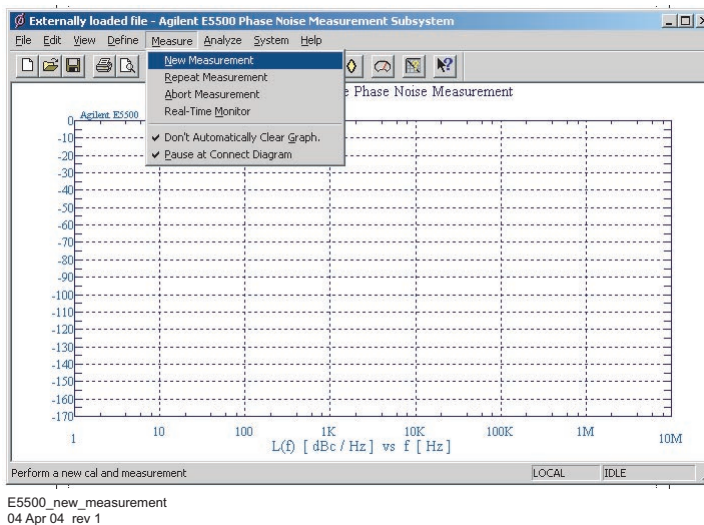 Externally loaded file - Agilent E5500 Phase Noise Measurement Subsystem
File Edit View Define Measure Analyze System Help
New Measurement
Repeat Measurement
Abort Measurement
Real-Time Monitor
✓ Don't Automatically Clear Graph.
✓ Pause at Connect Diagram
e Phase Noise Measurement
Agilent E5500
0
-10
-20
-30
-40
-50
-60
-70
-80
-90
-100
-110
-120
-130
-140
-150
-160
-170
1 10 100 1K 10K 100K 1M 10M
L(f) [ dBc / Hz ] vs f [ Hz ]
Perform a new cal and measurement LOCAL IDLE
E5500_new_measurement
04 Apr 04 rev 1